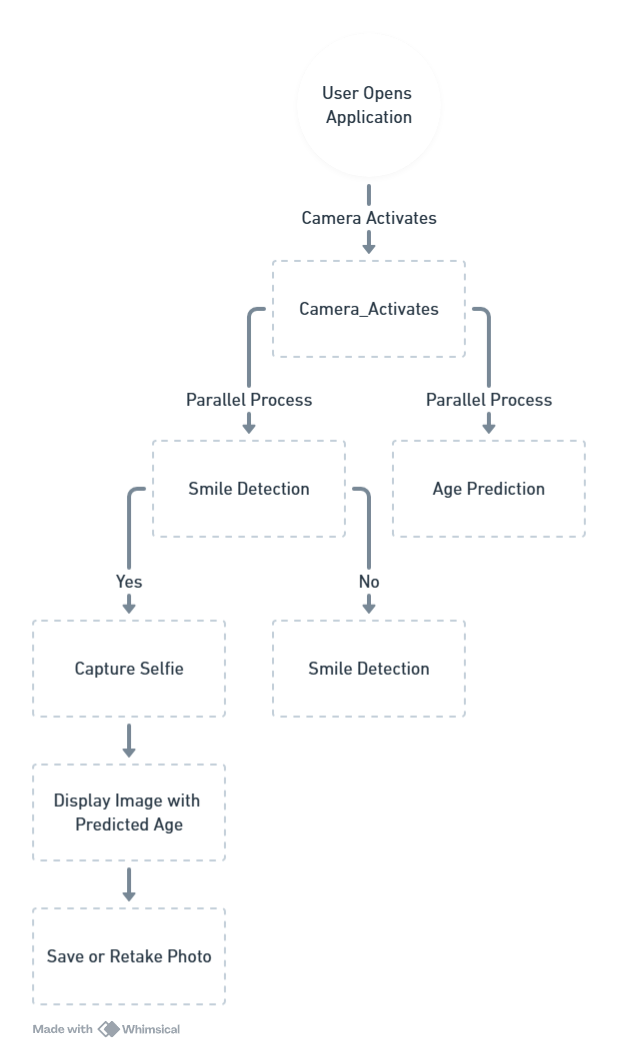 User Opens
Application
Camera Activates
Camera_Activates
Parallel Process
Parallel Process
Smile Detection
Age Prediction
Yes
No
Capture Selfie
Smile Detection
Display Image with
Predicted Age
Save or Retake Photo
Made with Whimsical